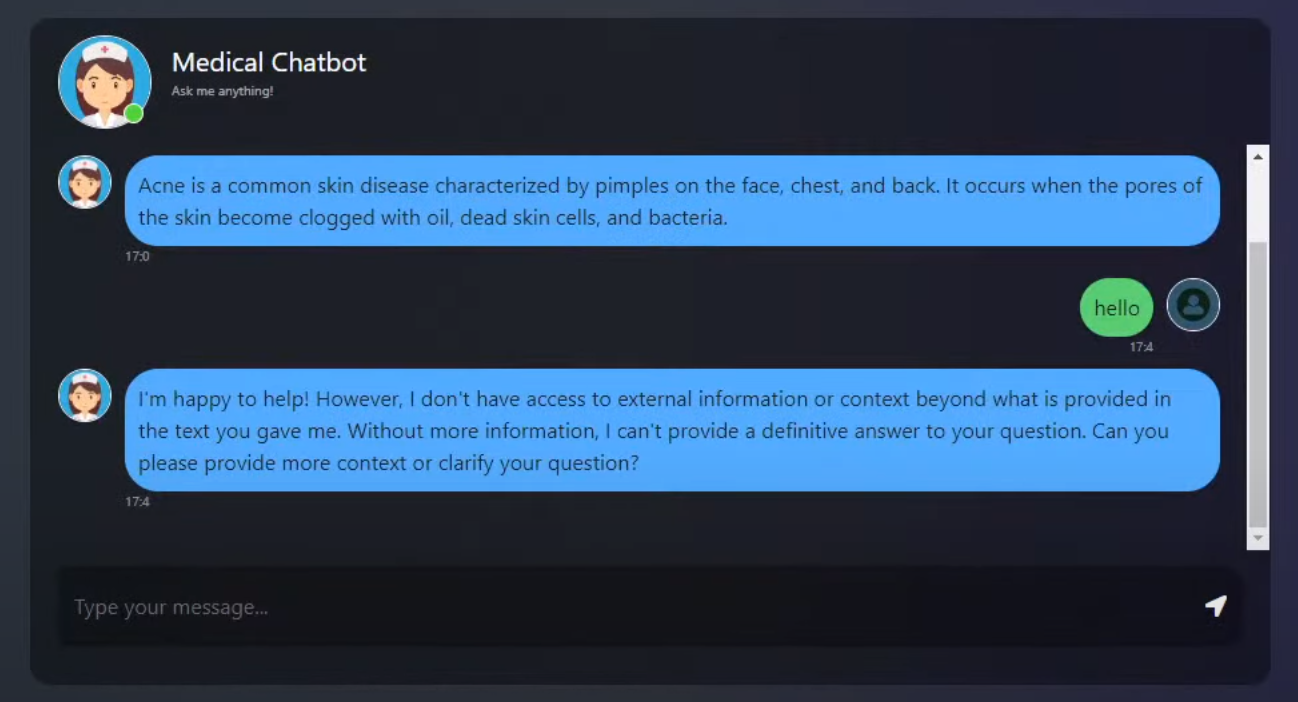 Medical Chatbot
Ask me anything!
Acne is a common skin disease characterized by pimples on the face, chest, and back. It occurs when the pores of
the skin become clogged with oil, dead skin cells, and bacteria.
17:0
hello
17:4
I'm happy to help! However, I don't have access to external information or context beyond what is provided in
the text you gave me. Without more information, I can't provide a definitive answer to your question. Can you
please provide more context or clarify your question?
17:4
Type your message...